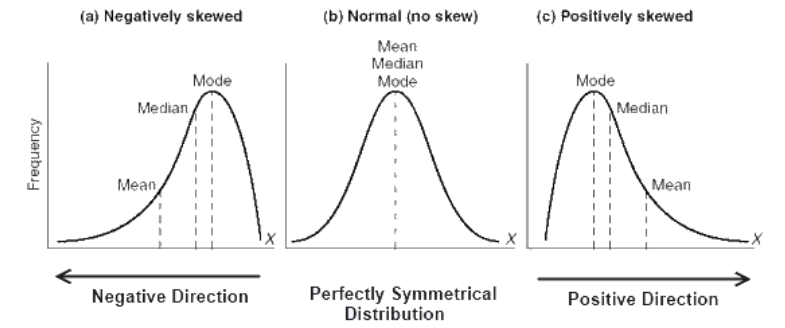 (a) Negatively skewed
(b) Normal (no skew)
(c) Positively skewed
Mode
Median
Mean
Frequency
X
Mean
Median
Mode
X
Mode
Median
Mean
X
Negative Direction
Perfectly Symmetrical
Distribution
Positive Direction